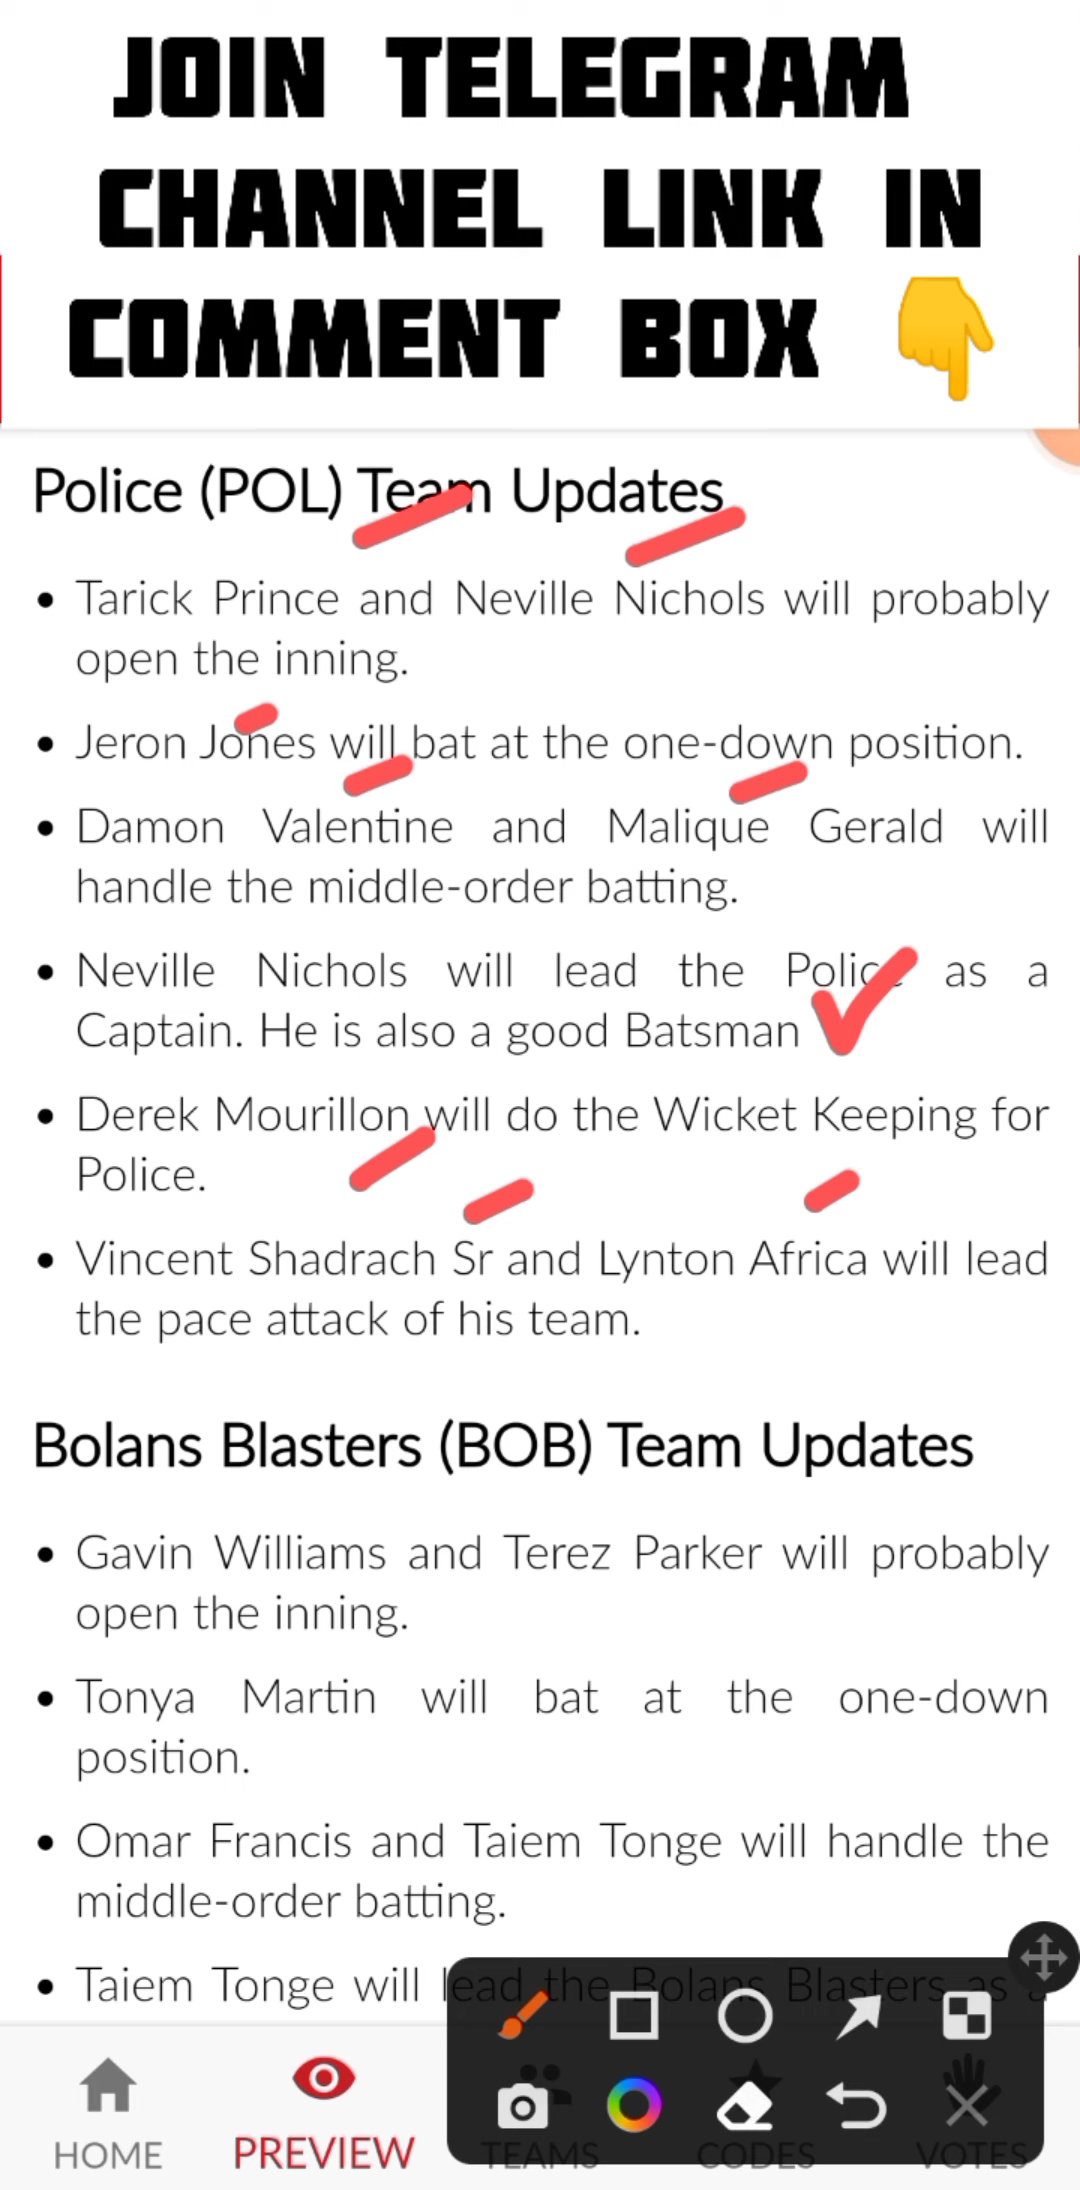 JOIN TELEGRAM
CHANNEL LINK IN
COMMENT BOX 👇
Police (POL) Team Updates
• Tarick Prince and Neville Nichols will probably
open the inning.
• Jeron Jones will bat at the one-down position.
• Damon Valentine and Malique Gerald will
handle the middle-order batting.
• Neville Nichols will lead the Police as a
Captain. He is also a good Batsman
• Derek Mourillon will do the Wicket Keeping for
Police.
• Vincent Shadrach Sr and Lynton Africa will lead
the pace attack of his team.
Bolans Blasters (BOB) Team Updates
• Gavin Williams and Terez Parker will probably
open the inning.
• Tonya Martin will bat at the one-down
position.
• Omar Francis and Taiem Tonge will handle the
middle-order batting.
• Taiem Tonge will lead the Bolans Blasters as a
HOME PREVIEW TEAMS CODES VOTES